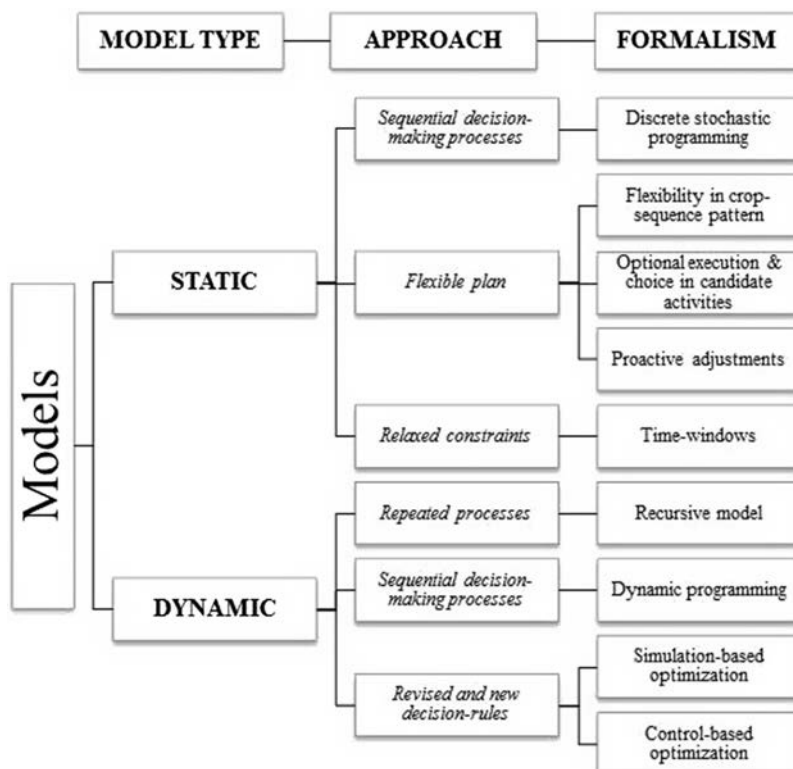 MODEL TYPE
APPROACH
FORMALISM
Models
STATIC
Sequential decision-
making processes
Discrete stochastic
programming
Flexible plan
Flexibility in crop-
sequence pattern
Optional execution &
choice in candidate
activities
Proactive adjustments
Relaxed constraints
Time-windows
DYNAMIC
Repeated processes
Recursive model
Sequential decision-
making processes
Dynamic programming
Revised and new
decision-rules
Simulation-based
optimization
Control-based
optimization